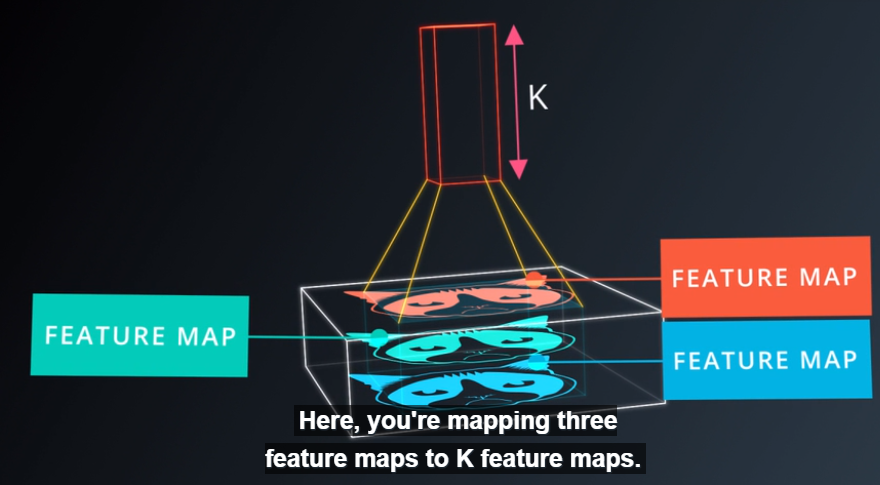 K
FEATURE MAP
FEATURE MAP
FEATURE MAP
Here, you're mapping three
feature maps to K feature maps.